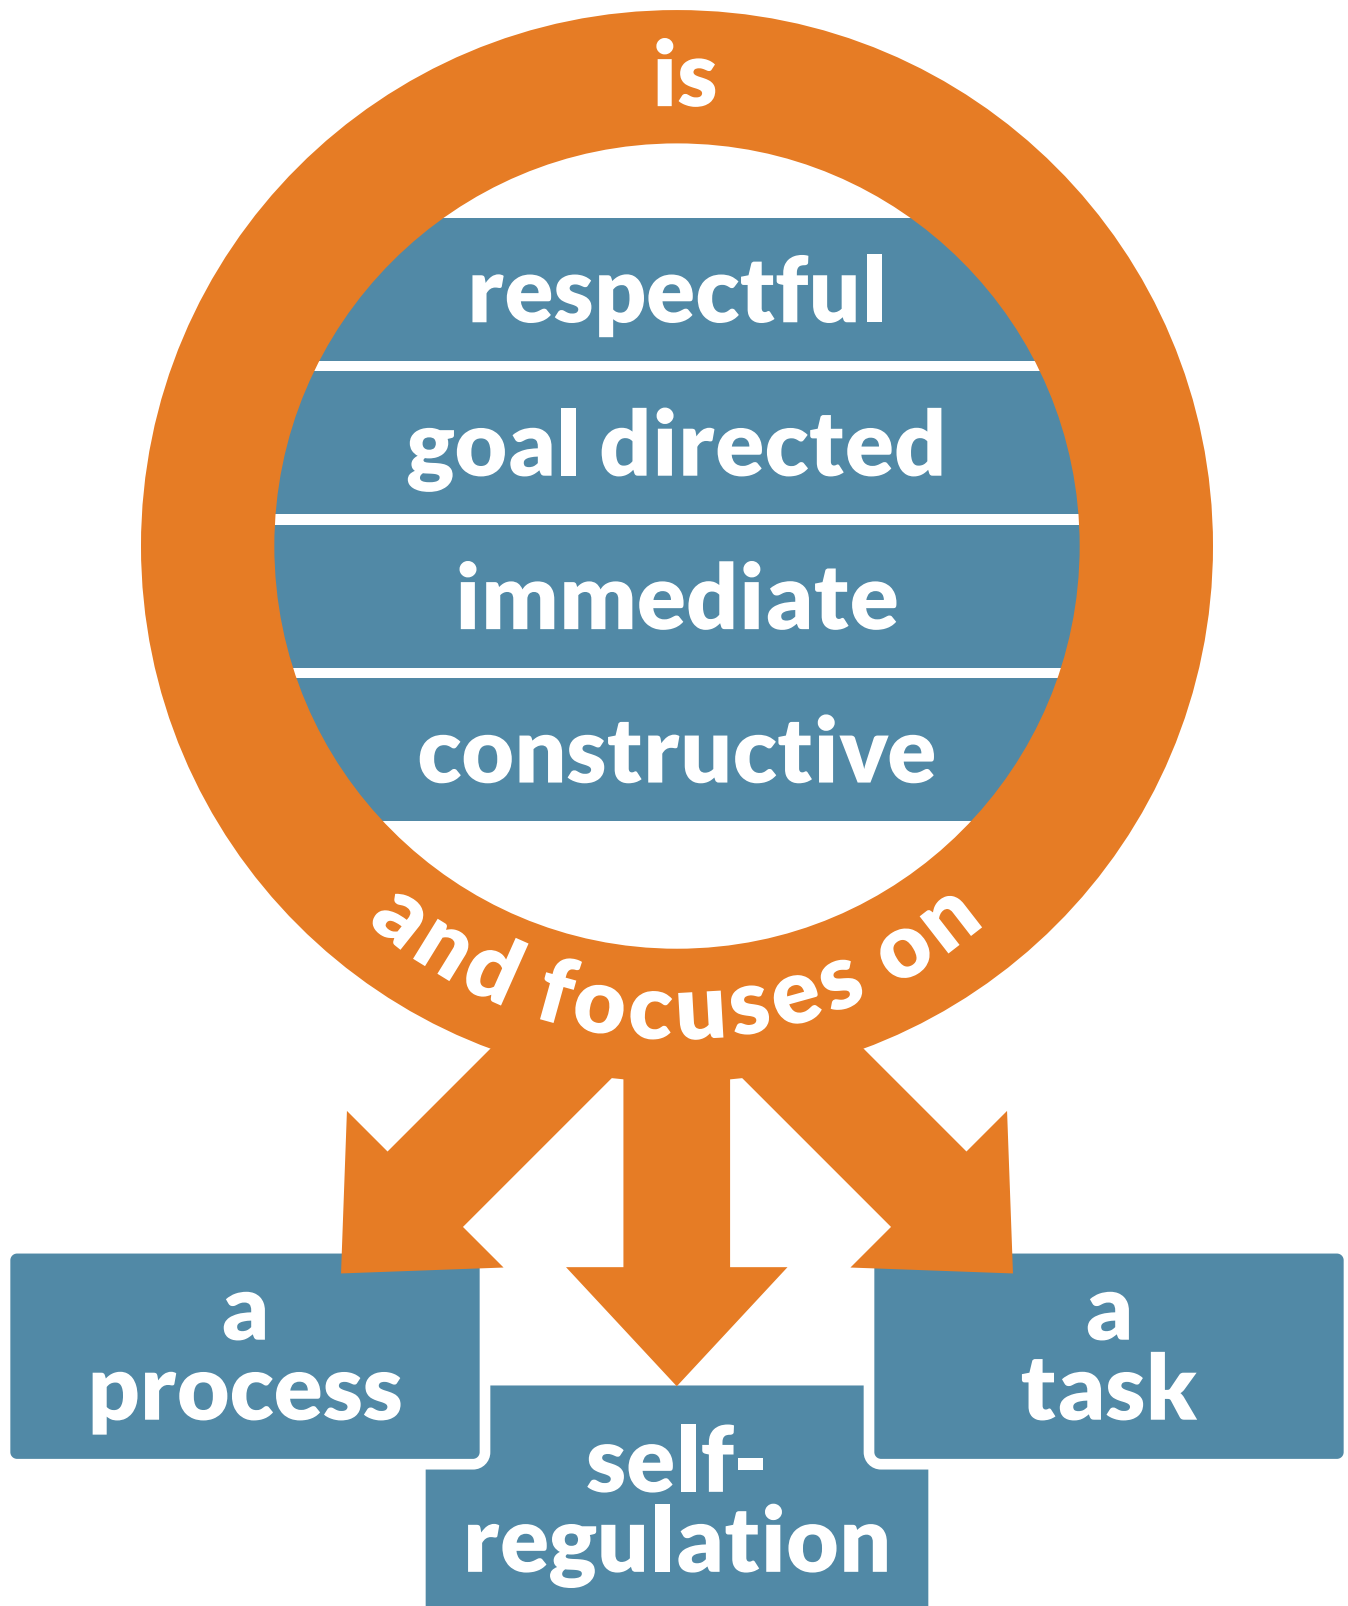 is
respectful
goal directed
immediate
constructive
and focuses on
a
process
self-
regulation
a
task